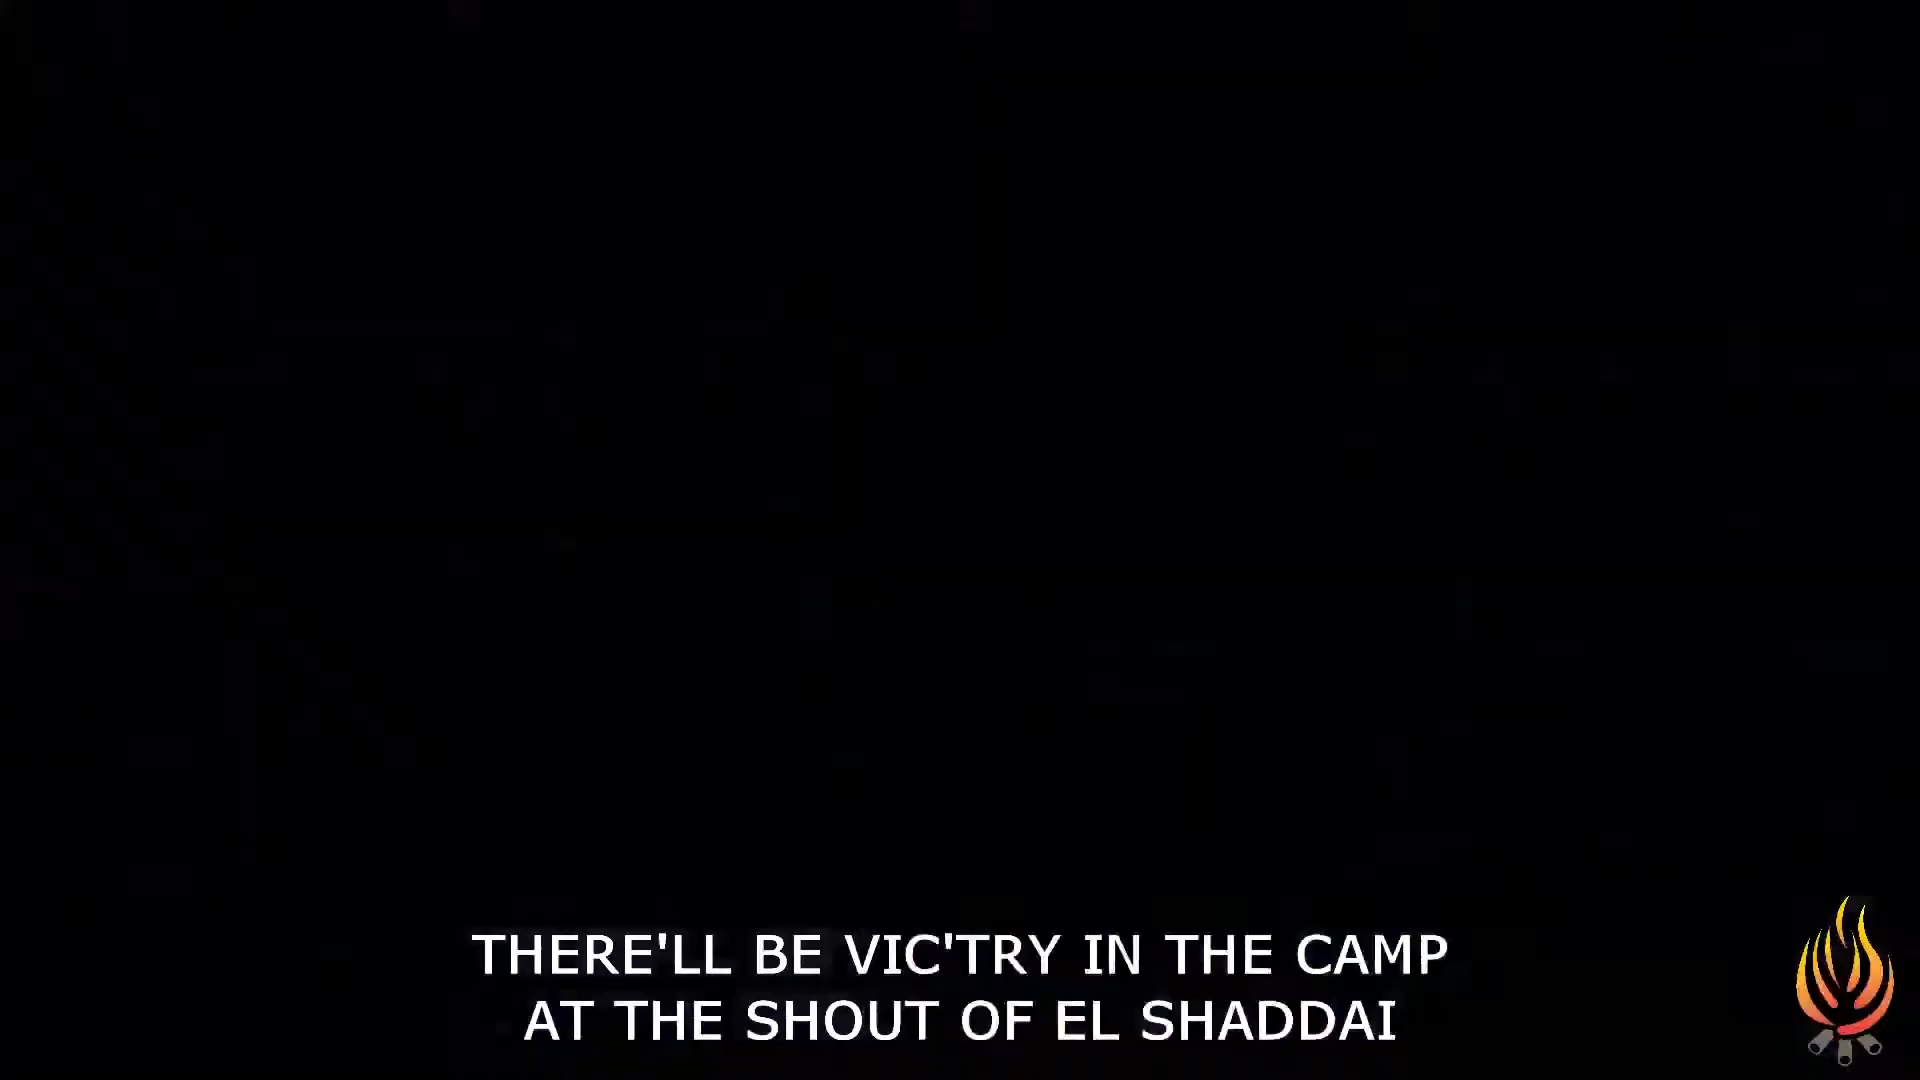 THERE'LL BE VIC'TRY IN THE CAMP
AT THE SHOUT OF EL SHADDAI